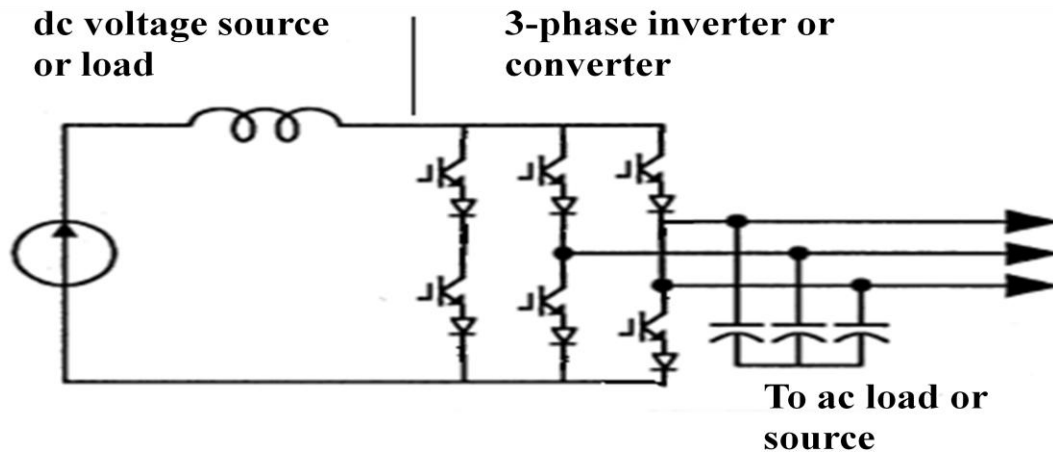 dc voltage source
or load
3-phase inverter or
converter
To ac load or
source